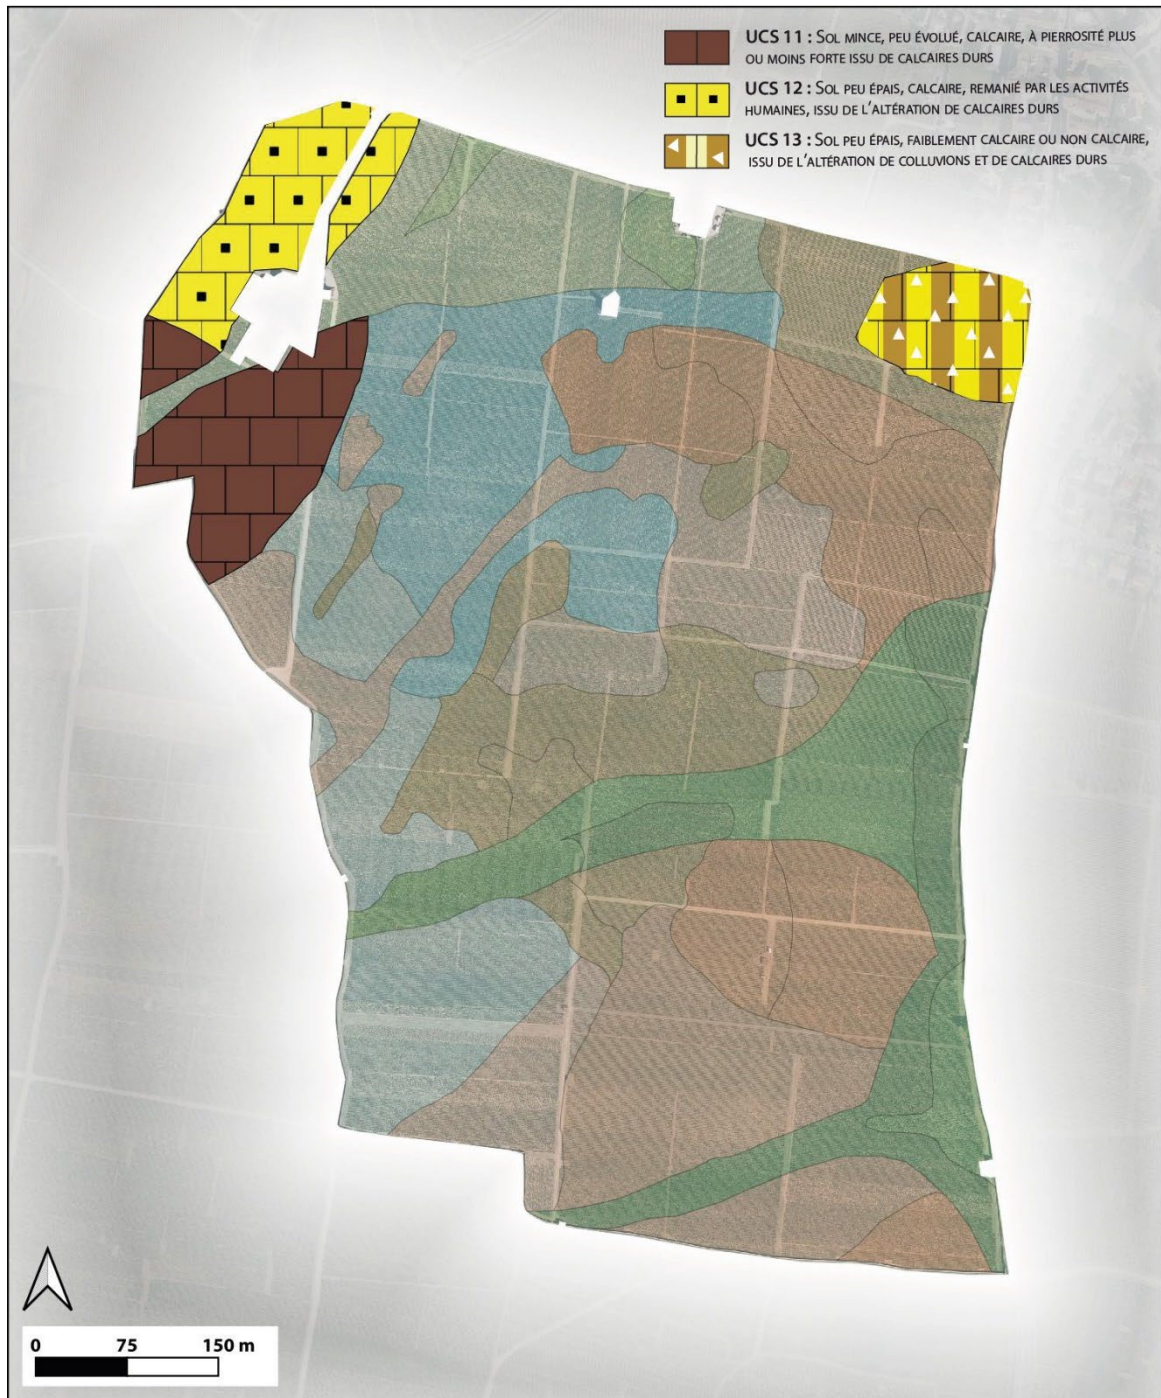 UCS 11 : Sol mince, peu évolué, calcaire, à pierrosité plus
ou moins forte issu de calcaires durs
UCS 12 : Sol peu épais, calcaire, remanié par les activités
humaines, issu de l'altération de calcaires durs
UCS 13 : Sol peu épais, faiblement calcaire ou non calcaire,
issu de l'altération de colluvions et de calcaires durs
0 75 150 m